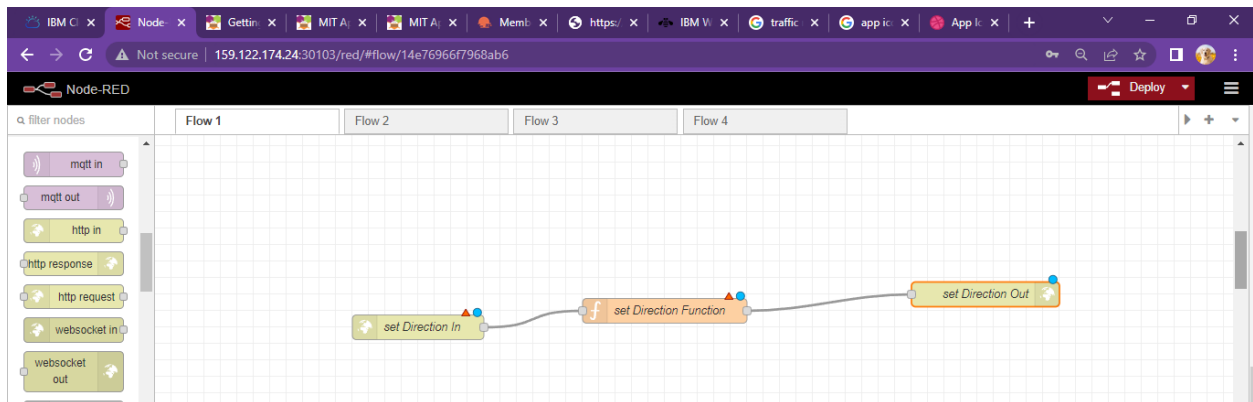 IBM Cl Node- Getting MIT Ap MIT Ap Memb https:/ IBM W traffic app ic App Ic
Not secure 159.122.174.24:30103/red/#flow/14e76966f7968ab6
Node-RED Deploy
filter nodes Flow 1 Flow 2 Flow 3 Flow 4
mqtt in
mqtt out
http in
http response
http request
websocket in
websocket
out
set Direction In
f set Direction Function
set Direction Out